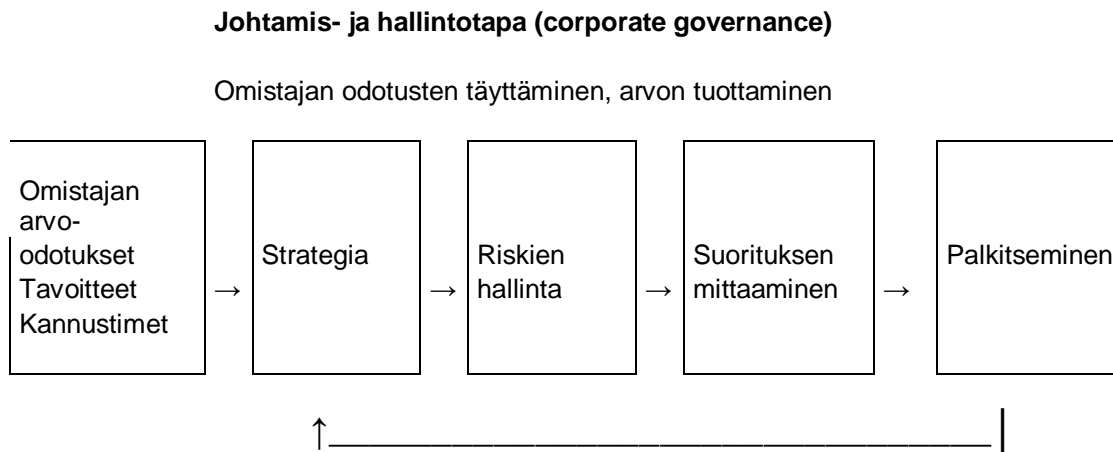 Johtamis- ja hallintotapa (corporate governance)
Omistajan odotusten täyttäminen, arvon tuottaminen
Omistajan
arvo-
odotukset
Tavoitteet
Kannustimet
→
Strategia
→
Riskien
hallinta
→
Suorituksen
mittaaminen
→
Palkitseminen
↑________________________________|